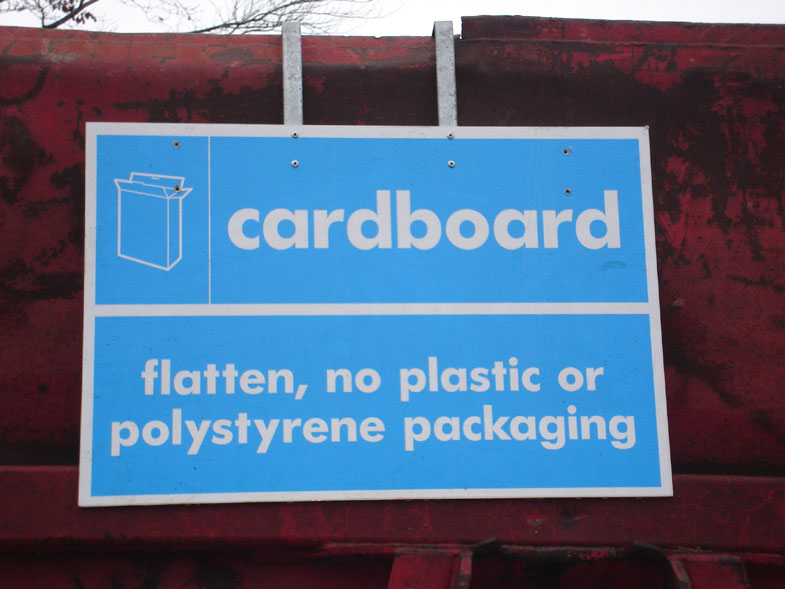 cardboard
flatten, no plastic or
polystyrene packaging